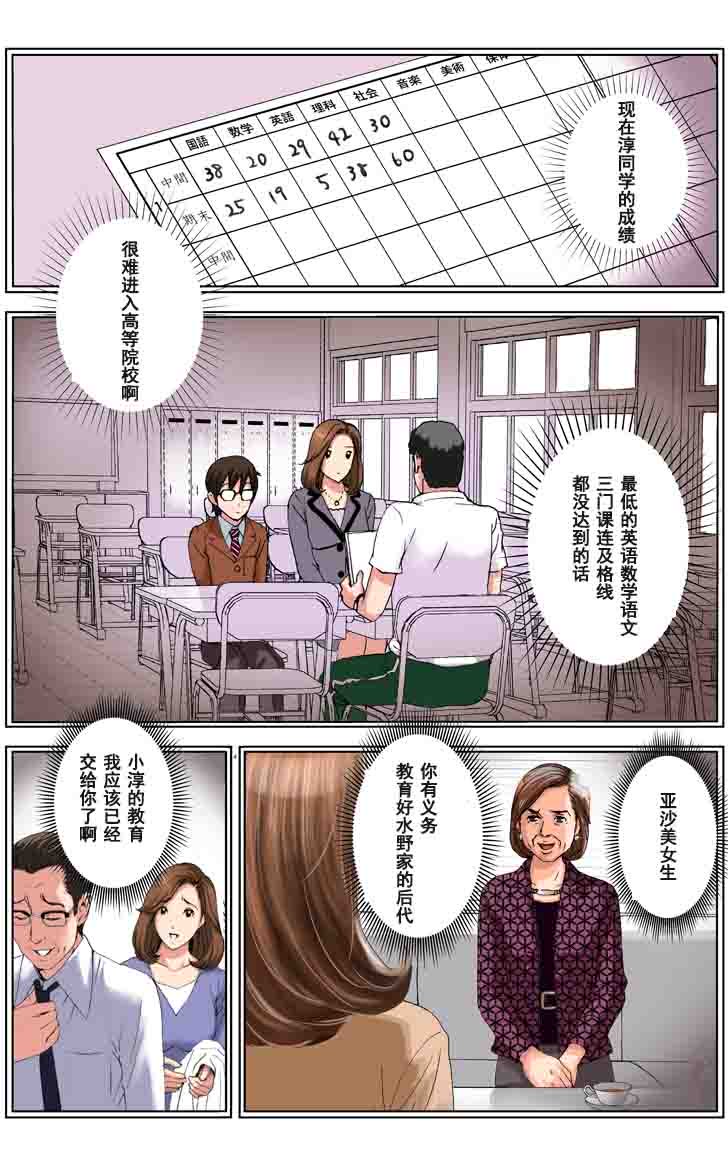 国語 数学 英語 理科 社会 音楽 美術 保体
中間 38 20 29 42 30
期末 25 19 5 38 60
中間
现在淳同学的成绩
很难进入高等院校啊
最低的英语数学语文
三门课连及格线
都没达到的话
亚沙美女生
你有义务
教育好水野家的后代
小淳的教育
我应该已经
交给你了啊